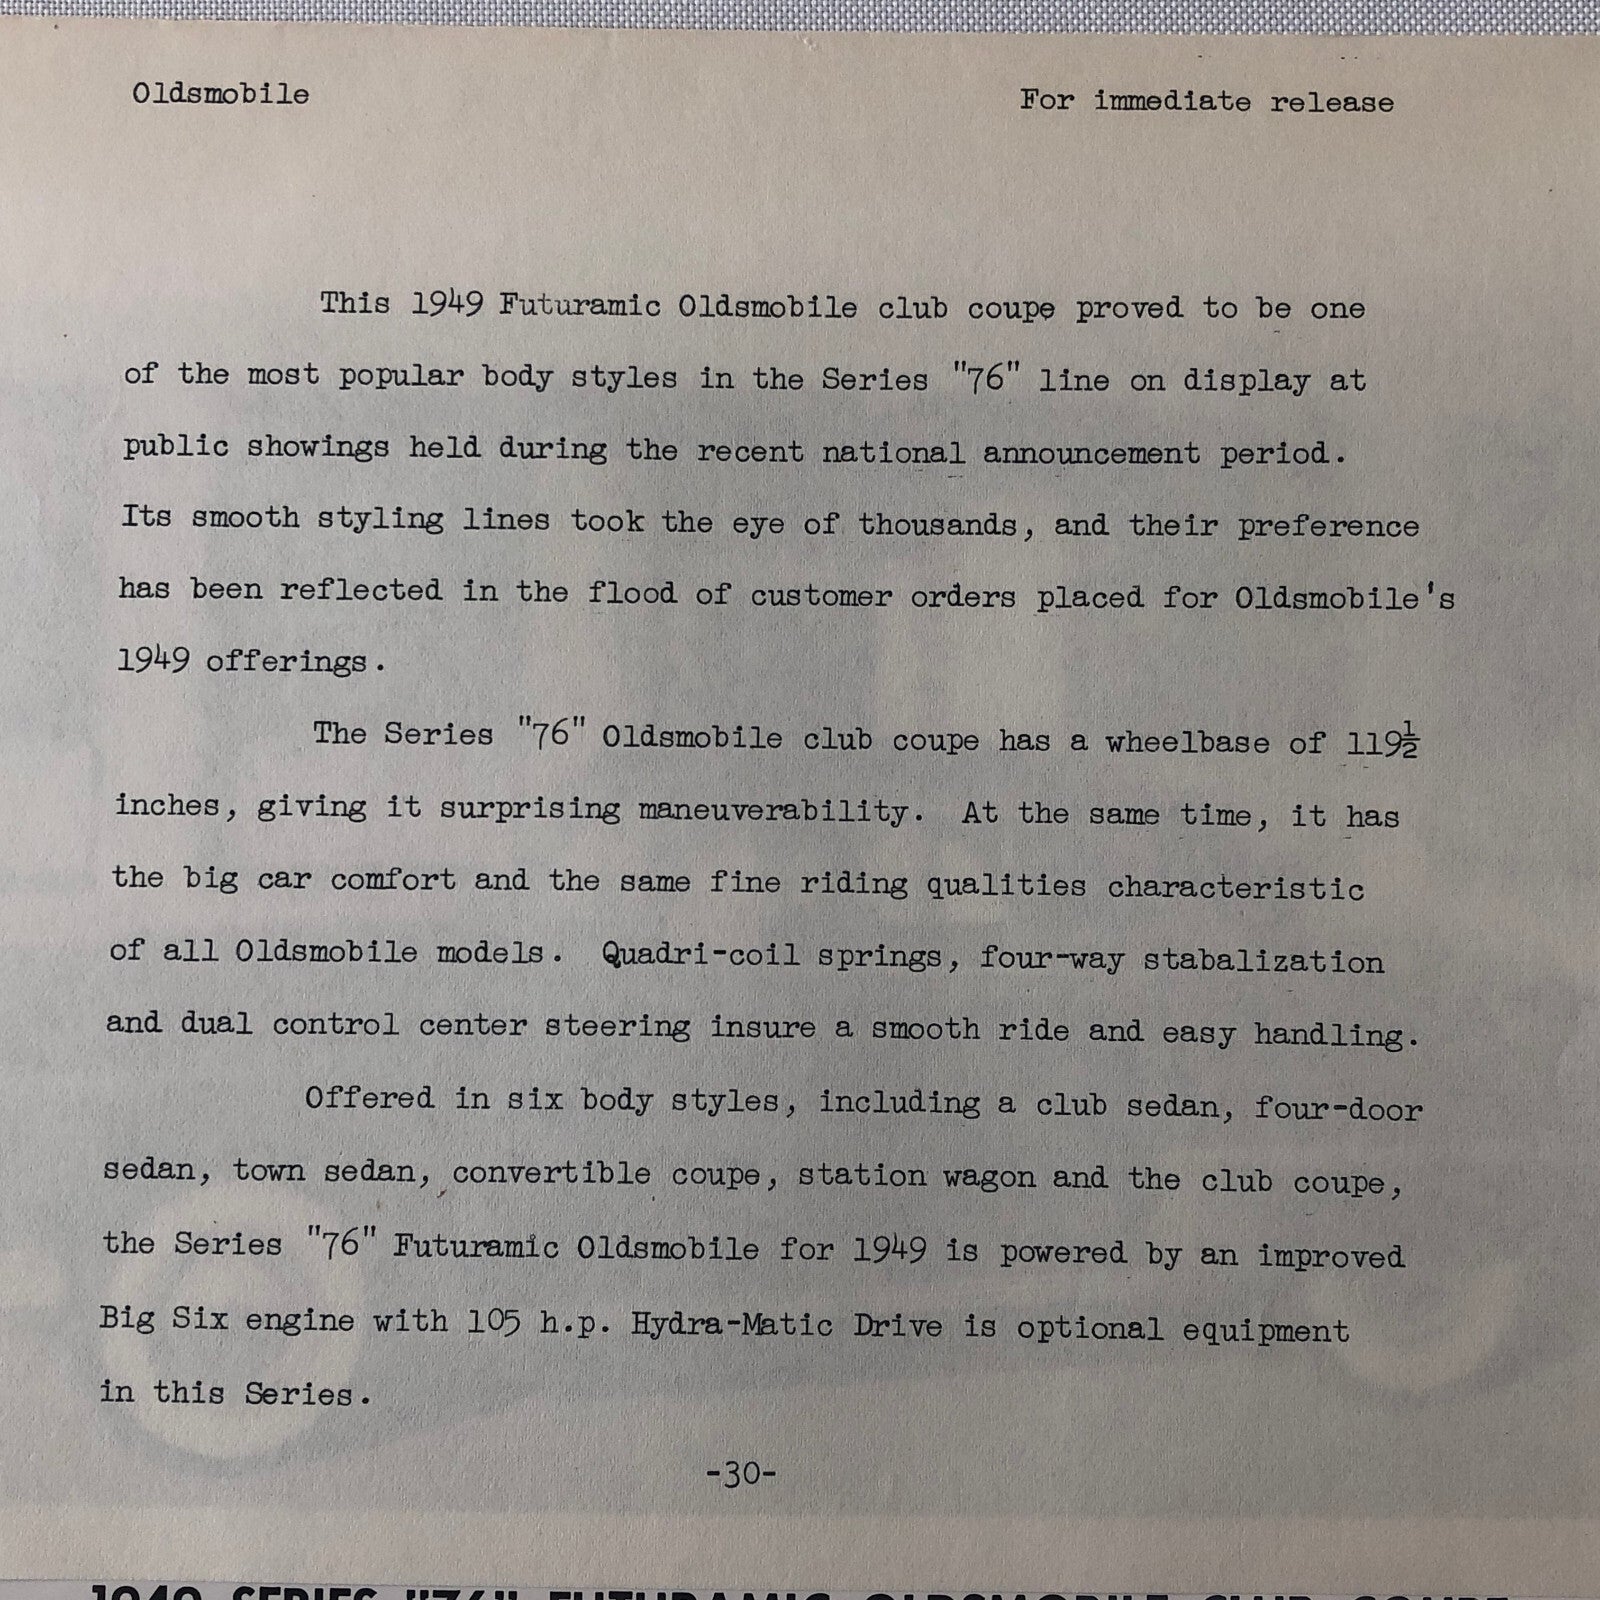 Oldsmobile For immediate release
This 1949 Futuramic Oldsmobile club coupe proved to be one
of the most popular body styles in the Series "76" line on display at
public showings held during the recent national announcement period.
Its smooth styling lines took the eye of thousands, and their preference
has been reflected in the flood of customer orders placed for Oldsmobile's
1949 offerings.
The Series "76" Oldsmobile club coupe has a wheelbase of 119½
inches, giving it surprising maneuverability. At the same time, it has
the big car comfort and the same fine riding qualities characteristic
of all Oldsmobile models. Quadri-coil springs, four-way stabalization
and dual control center steering insure a smooth ride and easy handling.
Offered in six body styles, including a club sedan, four-door
sedan, town sedan, convertible coupe, station wagon and the club coupe,
the Series "76" Futuramic Oldsmobile for 1949 is powered by an improved
Big Six engine with 105 h.p. Hydra-Matic Drive is optional equipment
in this Series.
-30-
1949 SERIES "76" FUTURAMIC OLDSMOBILE CLUB COUPE